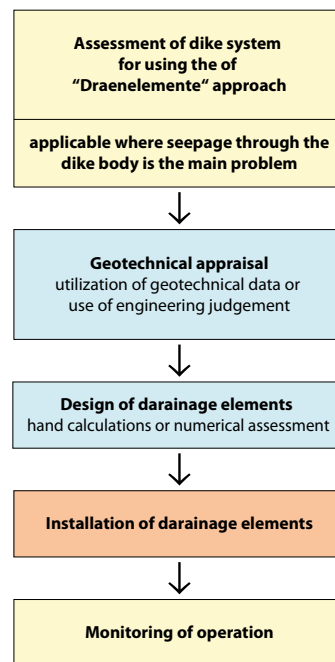 Assessment of dike system
for using the of
“Draenelemente“ approach
applicable where seepage through the
dike body is the main problem
Geotechnical appraisal
utilization of geotechnical data or
use of engineering judgement
Design of darainage elements
hand calculations or numerical assessment
Installation of darainage elements
Monitoring of operation